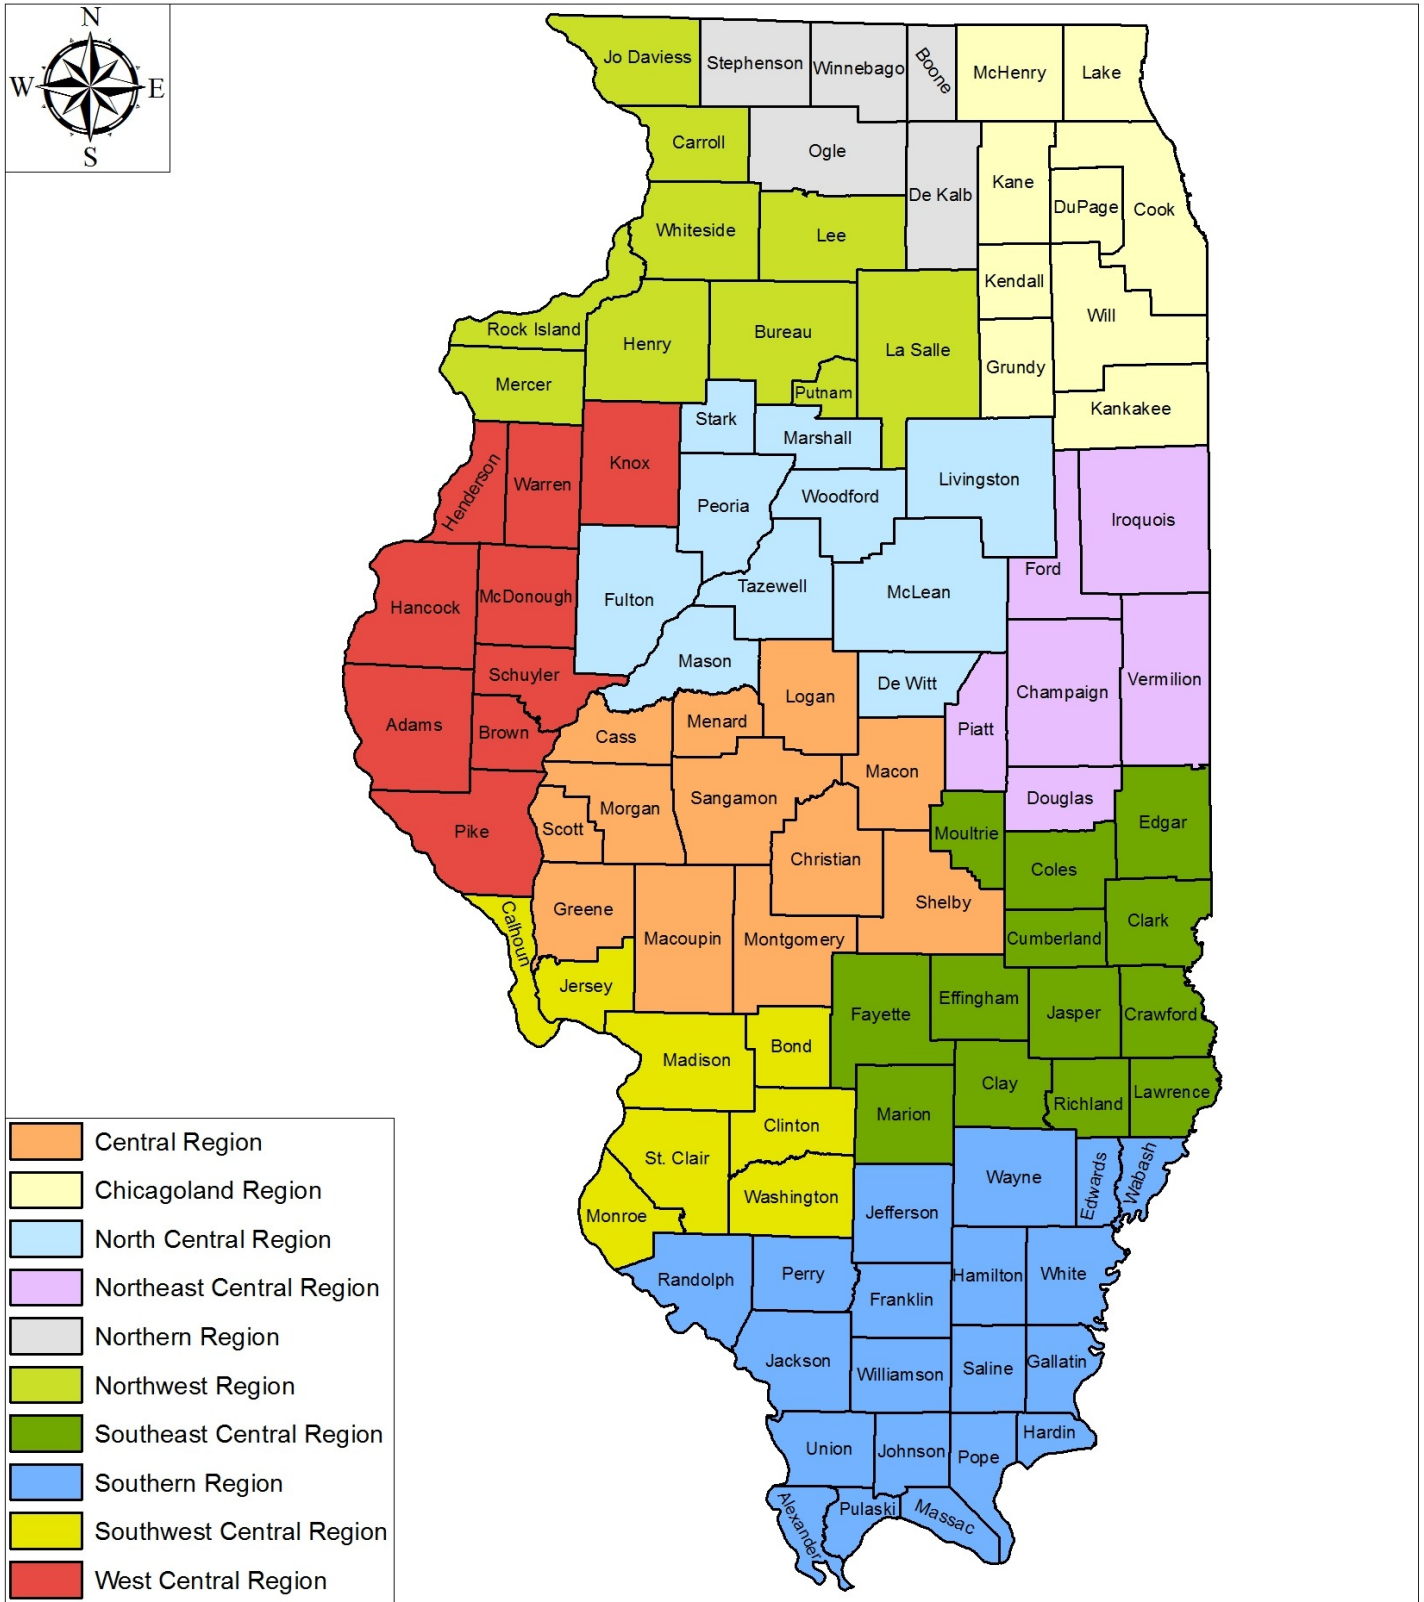 N
W E
S
Jo Daviess
Stephenson
Winnebago
Boone
McHenry
Lake
Carroll
Ogle
De Kalb
Kane
DuPage
Cook
Whiteside
Lee
Kendall
Will
Rock Island
Henry
Bureau
La Salle
Grundy
Mercer
Putnam
Kankakee
Stark
Marshall
Henderson
Warren
Knox
Peoria
Woodford
Livingston
Iroquois
Ford
Hancock
McDonough
Fulton
Tazewell
McLean
Schuyler
Mason
De Witt
Champaign
Vermilion
Adams
Brown
Cass
Menard
Logan
Piatt
Macon
Pike
Scott
Morgan
Sangamon
Christian
Moultrie
Douglas
Edgar
Coles
Shelby
Calhoun
Greene
Macoupin
Montgomery
Cumberland
Clark
Jersey
Fayette
Effingham
Jasper
Crawford
Madison
Bond
Clay
Richland
Lawrence
Marion
Clinton
St. Clair
Washington
Monroe
Wayne
Edwards
Wabash
Jefferson
Randolph
Perry
Franklin
Hamilton
White
Jackson
Williamson
Saline
Gallatin
Union
Johnson
Pope
Hardin
Alexander
Pulaski
Massac
Central Region
Chicagoland Region
North Central Region
Northeast Central Region
Northern Region
Northwest Region
Southeast Central Region
Southern Region
Southwest Central Region
West Central Region